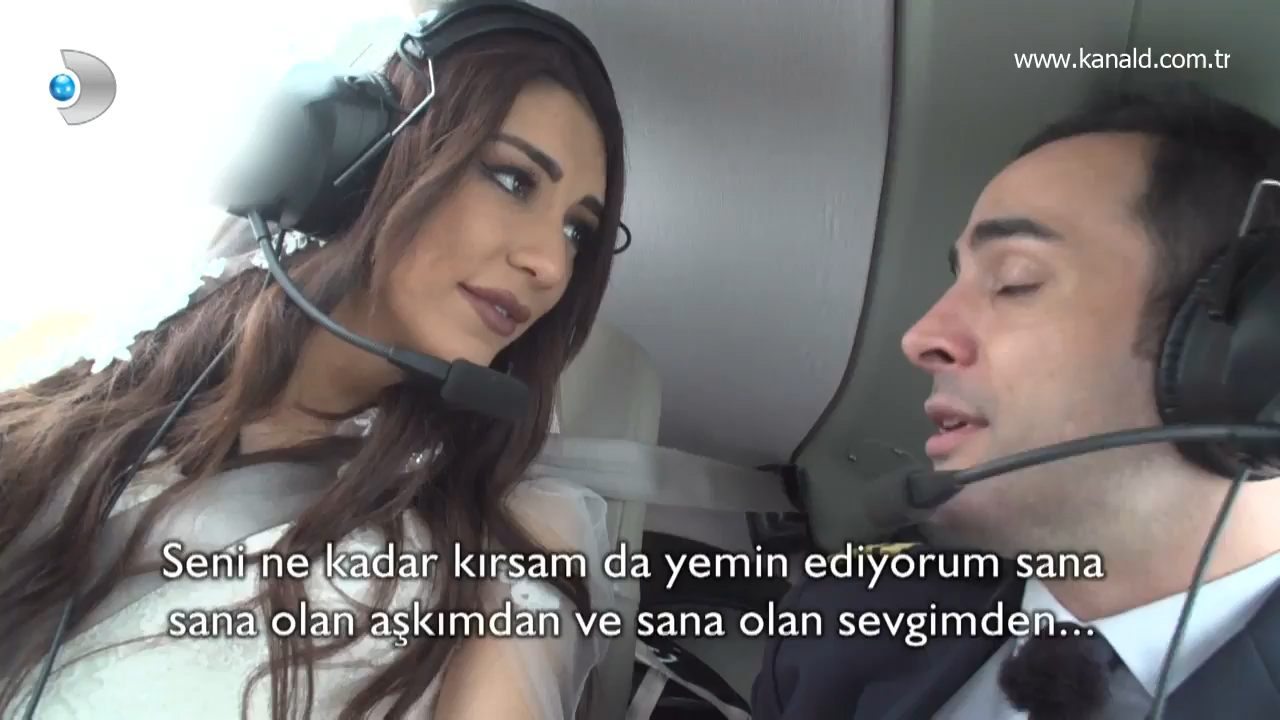 www.kanald.com.tr
Seni ne kadar kırsam da yemin ediyorum sana
sana olan aşkımdan ve sana olan sevgimden...